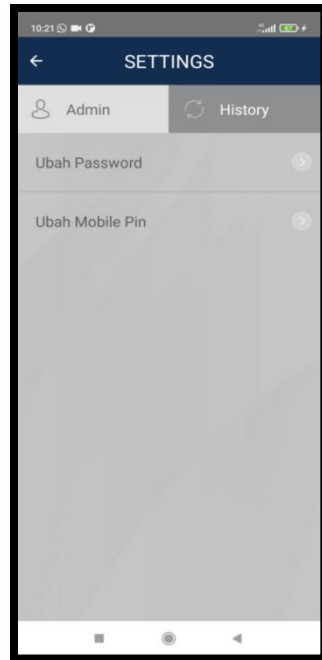 10:21
SETTINGS
Admin
History
Ubah Password
Ubah Mobile Pin